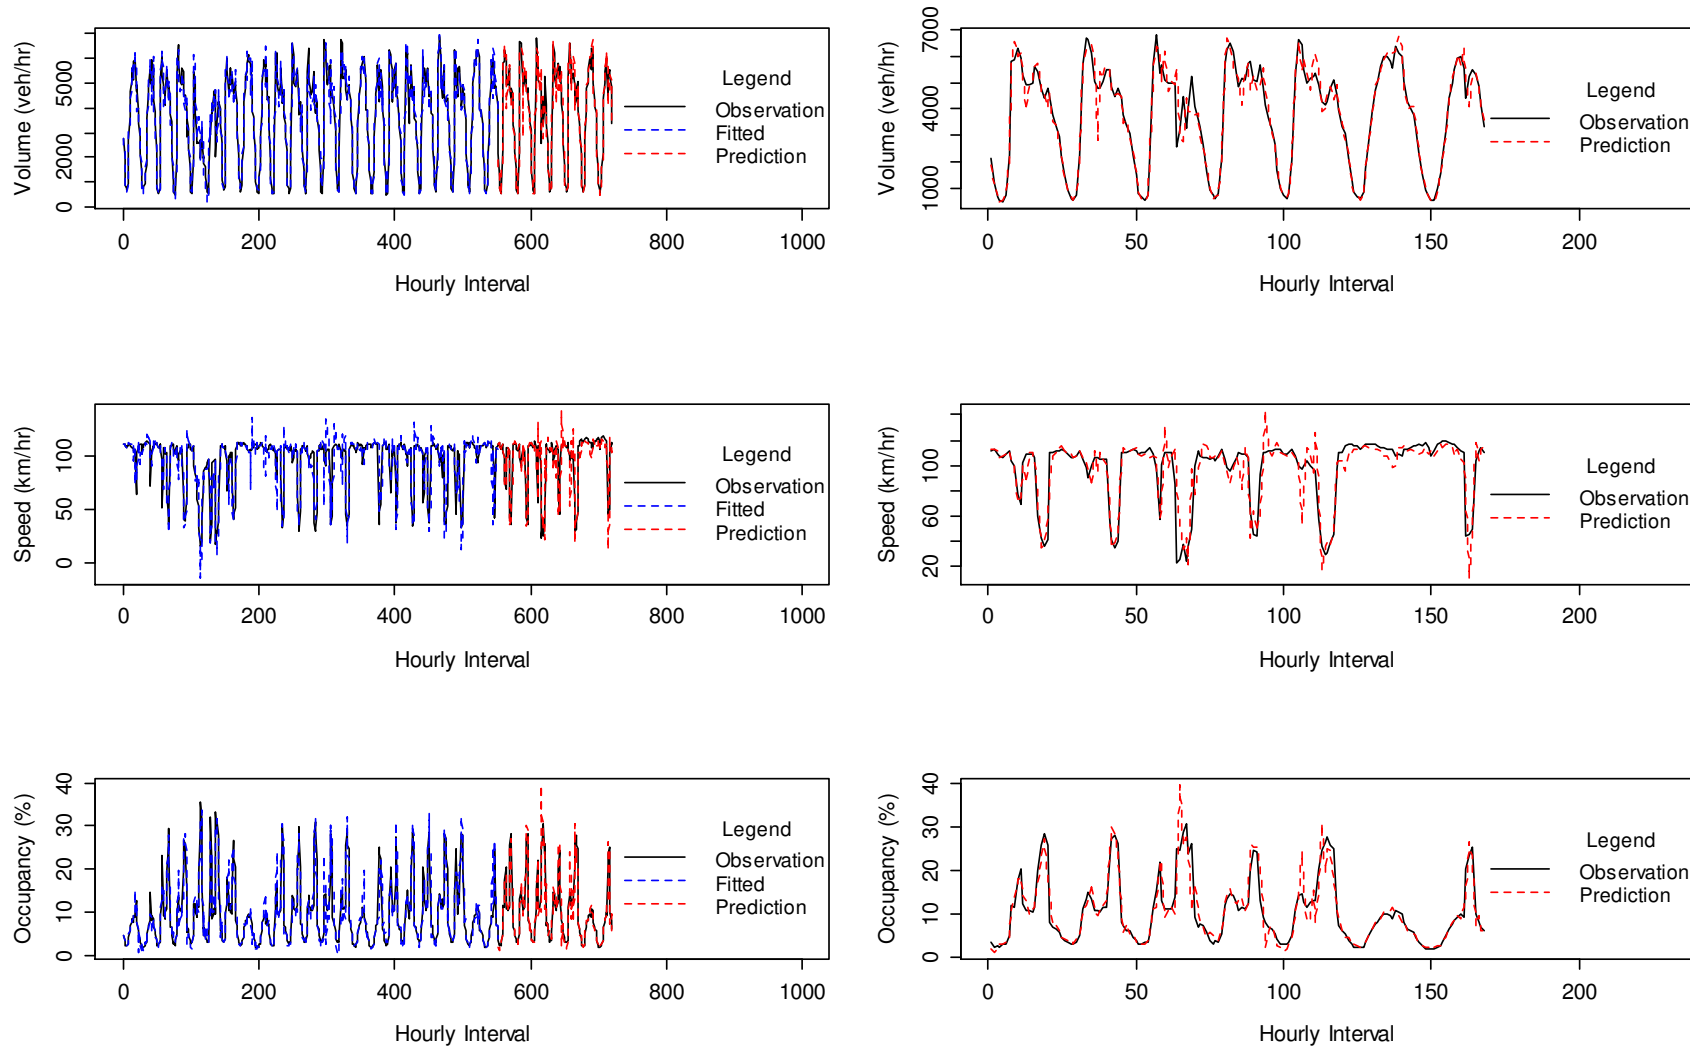 Volume (veh/hr)
0 2000 5000
Legend
Observation
Fitted
Prediction
0 200 400 600 800 1000
Hourly Interval
Volume (veh/hr)
1000 4000 7000
Legend
Observation
Prediction
0 50 100 150 200
Hourly Interval
Speed (km/hr)
0 50 100
Legend
Observation
Fitted
Prediction
0 200 400 600 800 1000
Hourly Interval
Speed (km/hr)
20 60 100
Legend
Observation
Prediction
0 50 100 150 200
Hourly Interval
Occupancy (%)
0 10 20 30 40
Legend
Observation
Fitted
Prediction
0 200 400 600 800 1000
Hourly Interval
Occupancy (%)
0 10 20 30 40
Legend
Observation
Prediction
0 50 100 150 200
Hourly Interval